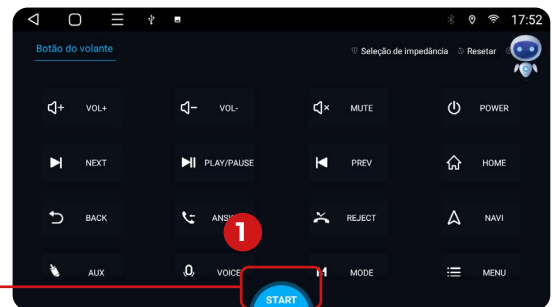 17:52
Botão do volante
Seleção de impedância Resetar
VOL+ VOL- MUTE POWER
NEXT PLAY/PAUSE PREV HOME
BACK REJECT NAVI
1
AUX VOICE MODE MENU
START